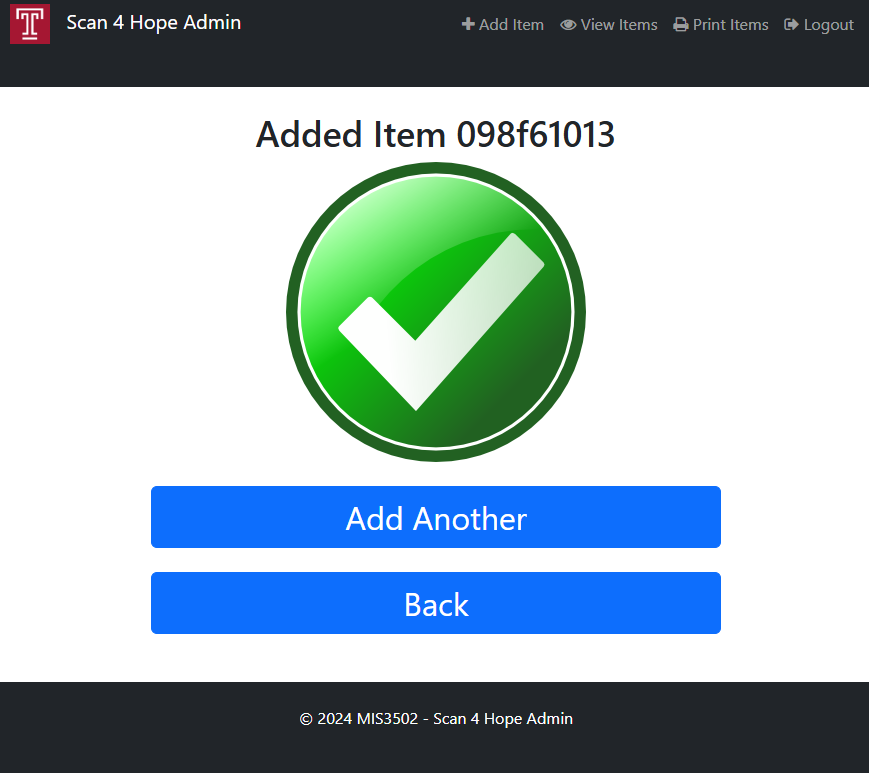 T
Scan 4 Hope Admin
Add Item View Items Print Items Logout
Added Item 098f61013
Add Another
Back
© 2024 MIS3502 - Scan 4 Hope Admin